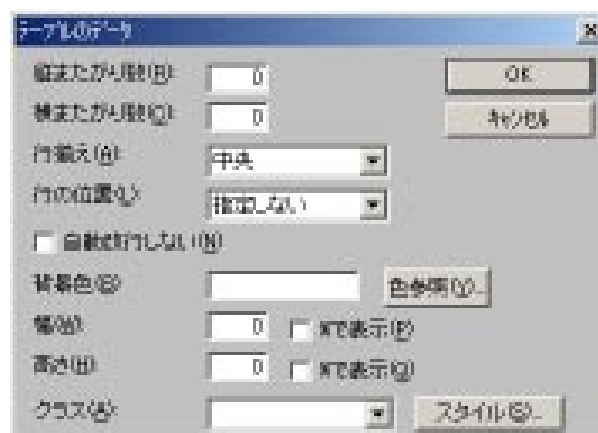 テーブルのデータ
縦またがり段(R): 0 OK
横またがり段(C): 0 キャンセル
行揃え(A): 中央
行の位置(L): 指定しない
自動改行しない(N)
背景色(B): 色参照(Y)...
幅(W): 0 %で表示(P)
高さ(H): 0 %で表示(Q)
クラス(A): スタイル(S)...